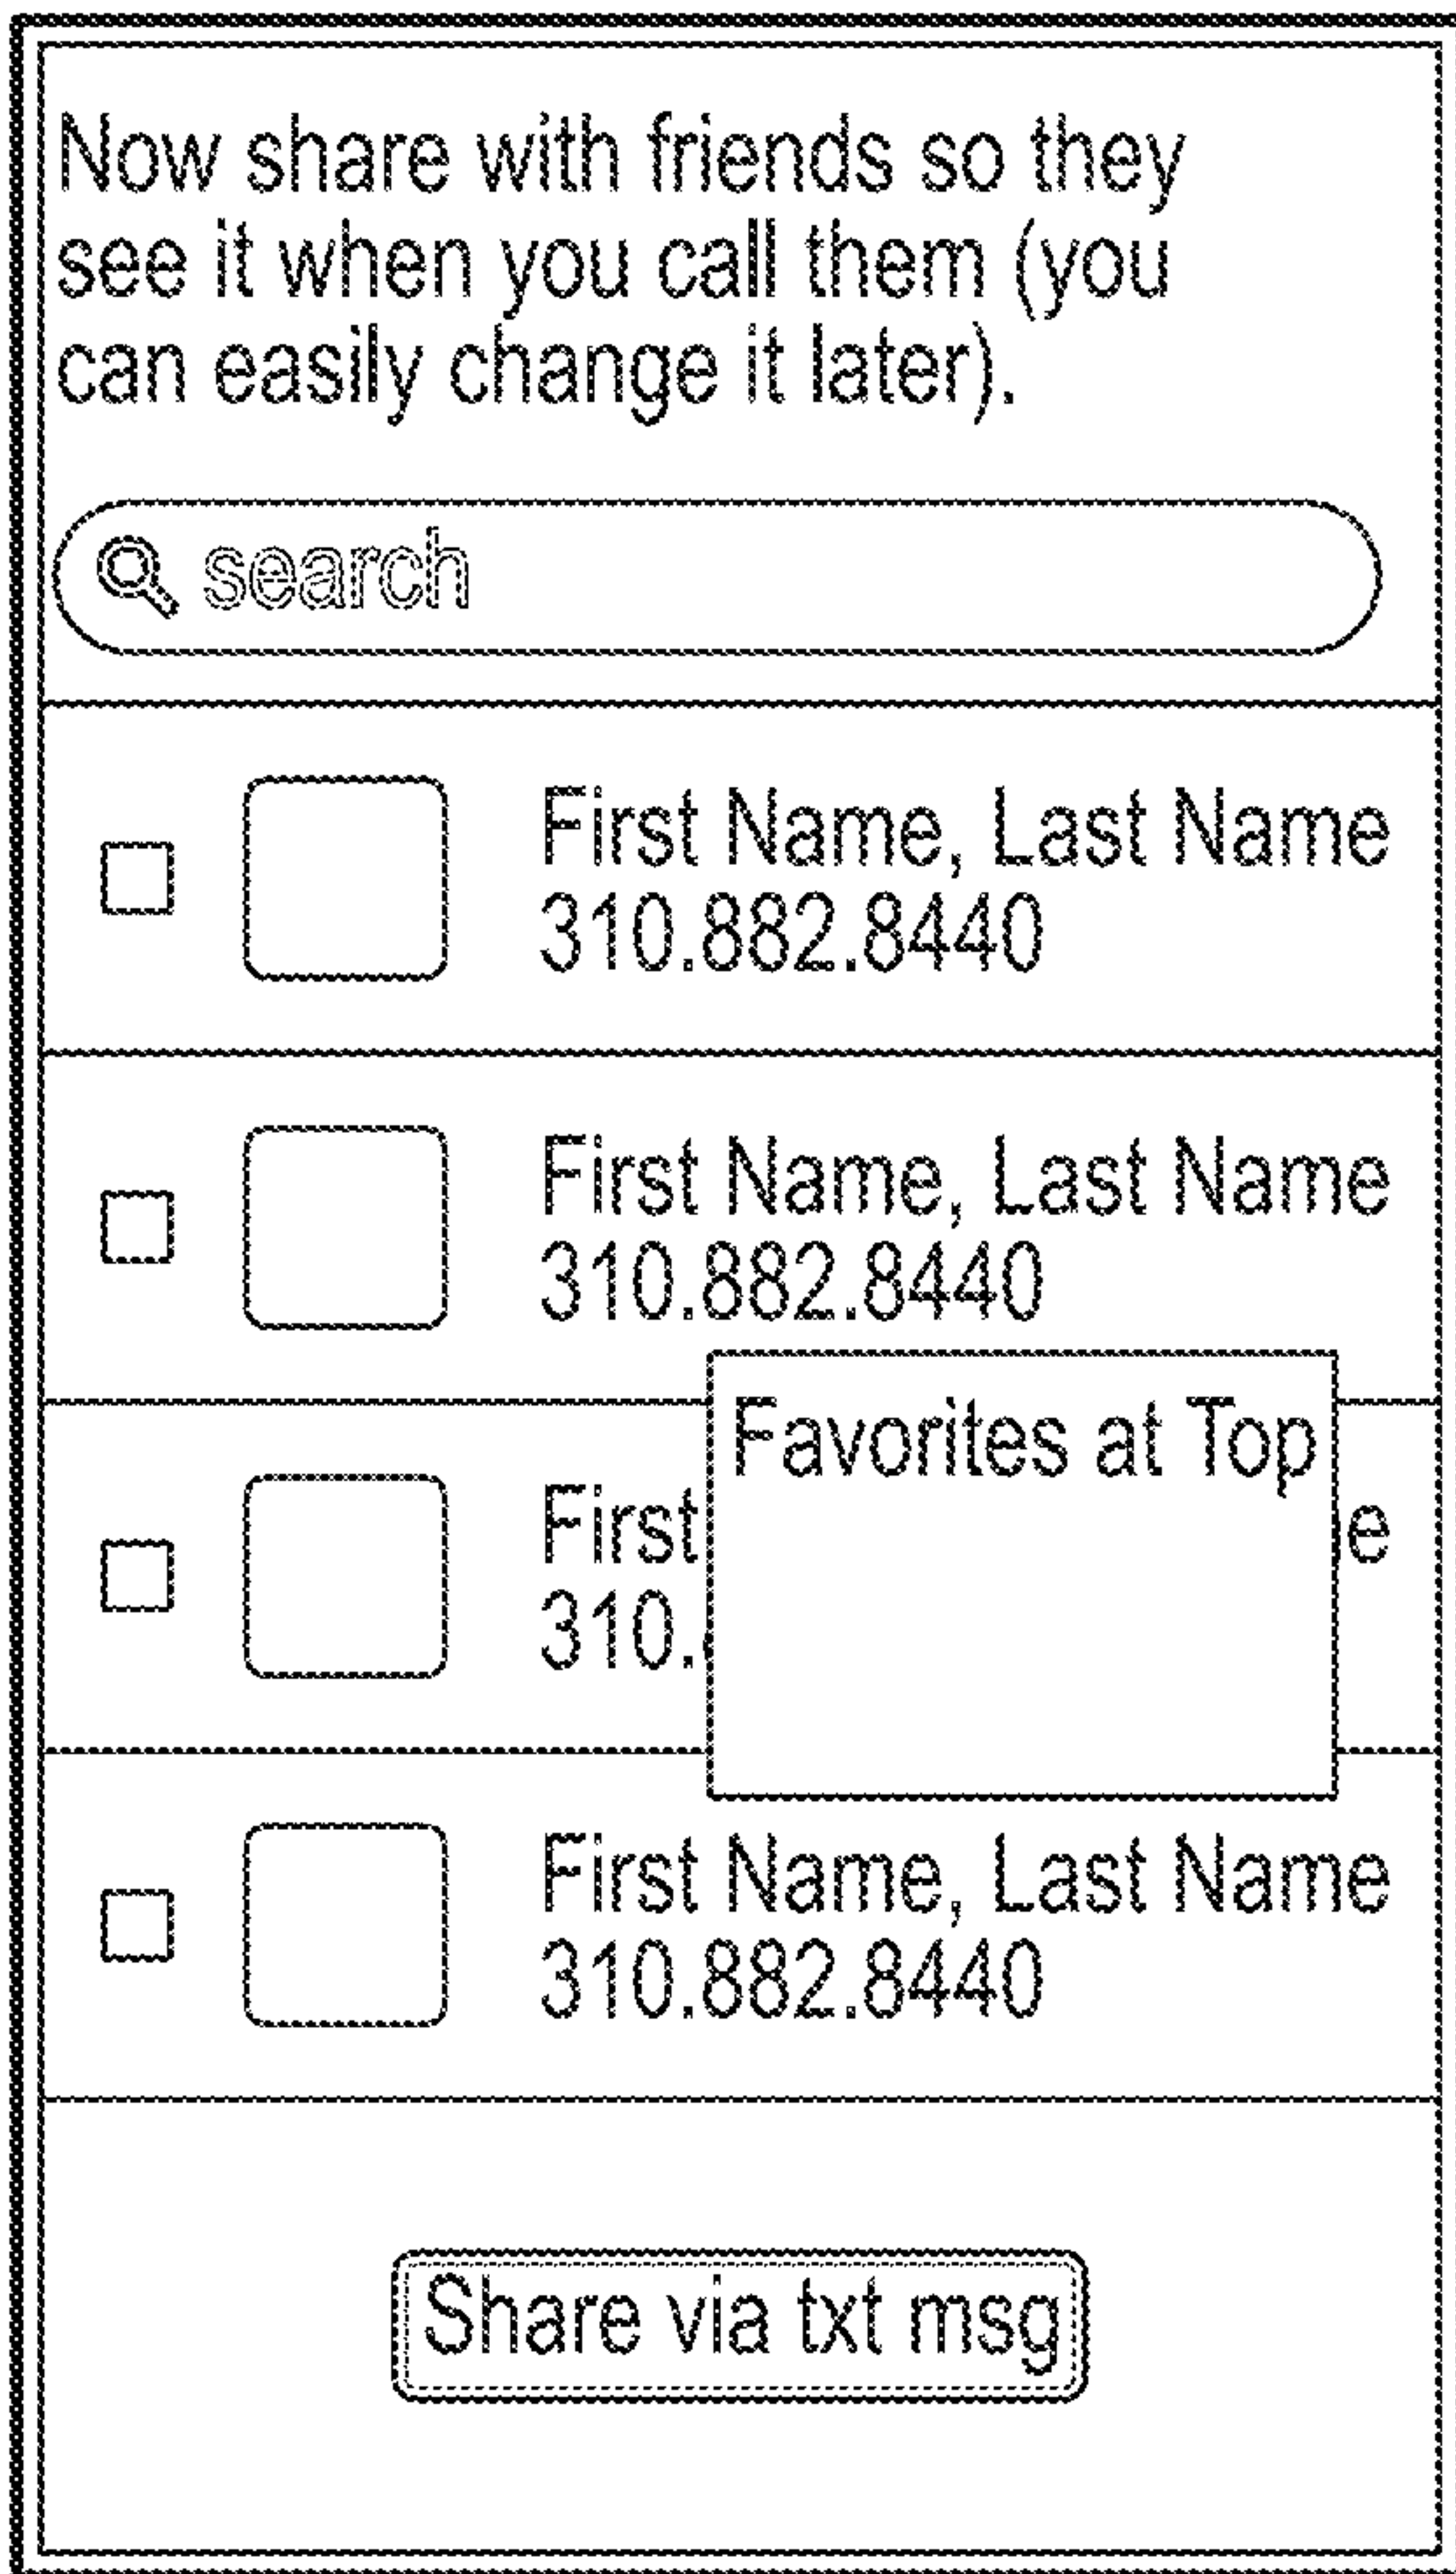 Now share with friends so they
see it when you call them (you
can easily change it later).
search
First Name, Last Name
310.882.8440
First Name, Last Name
310.882.8440
Favorites at Top
First
310.
First Name, Last Name
310.882.8440
Share via txt msg